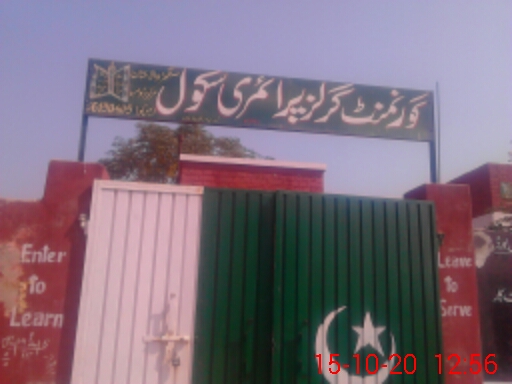 گورنمنٹ گرلز پرائمری سکول
Enter
to
Learn
Leave
to
Serve
15-10-20 12:56